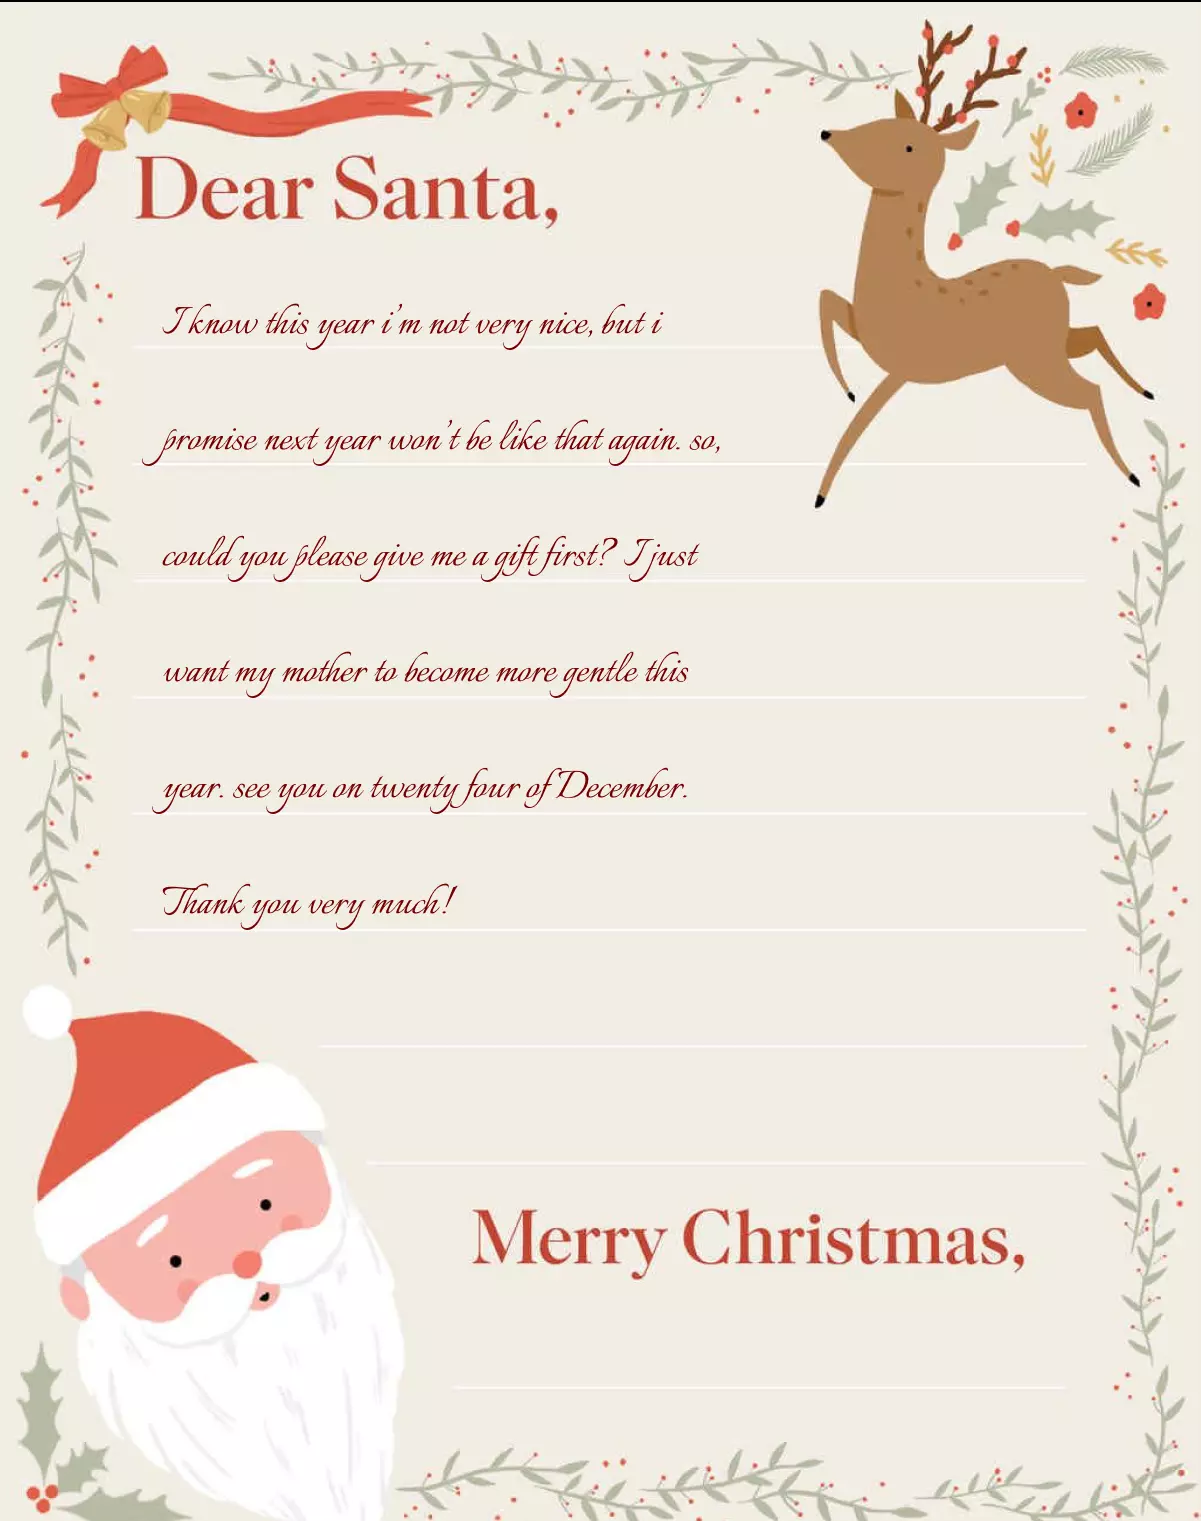 Dear Santa,
I know this year i'm not very nice, but i
promise next year won't be like that again. so,
could you please give me a gift first? I just
want my mother to become more gentle this
year. see you on twenty four of December.
Thank you very much!
Merry Christmas,